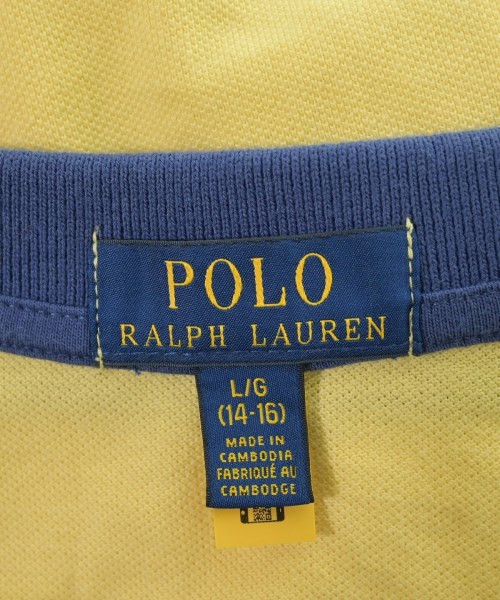 POLO
RALPH LAUREN
L/G
(14-16)
MADE IN
CAMBODIA
FABRIQUÉ AU
CAMBODGE